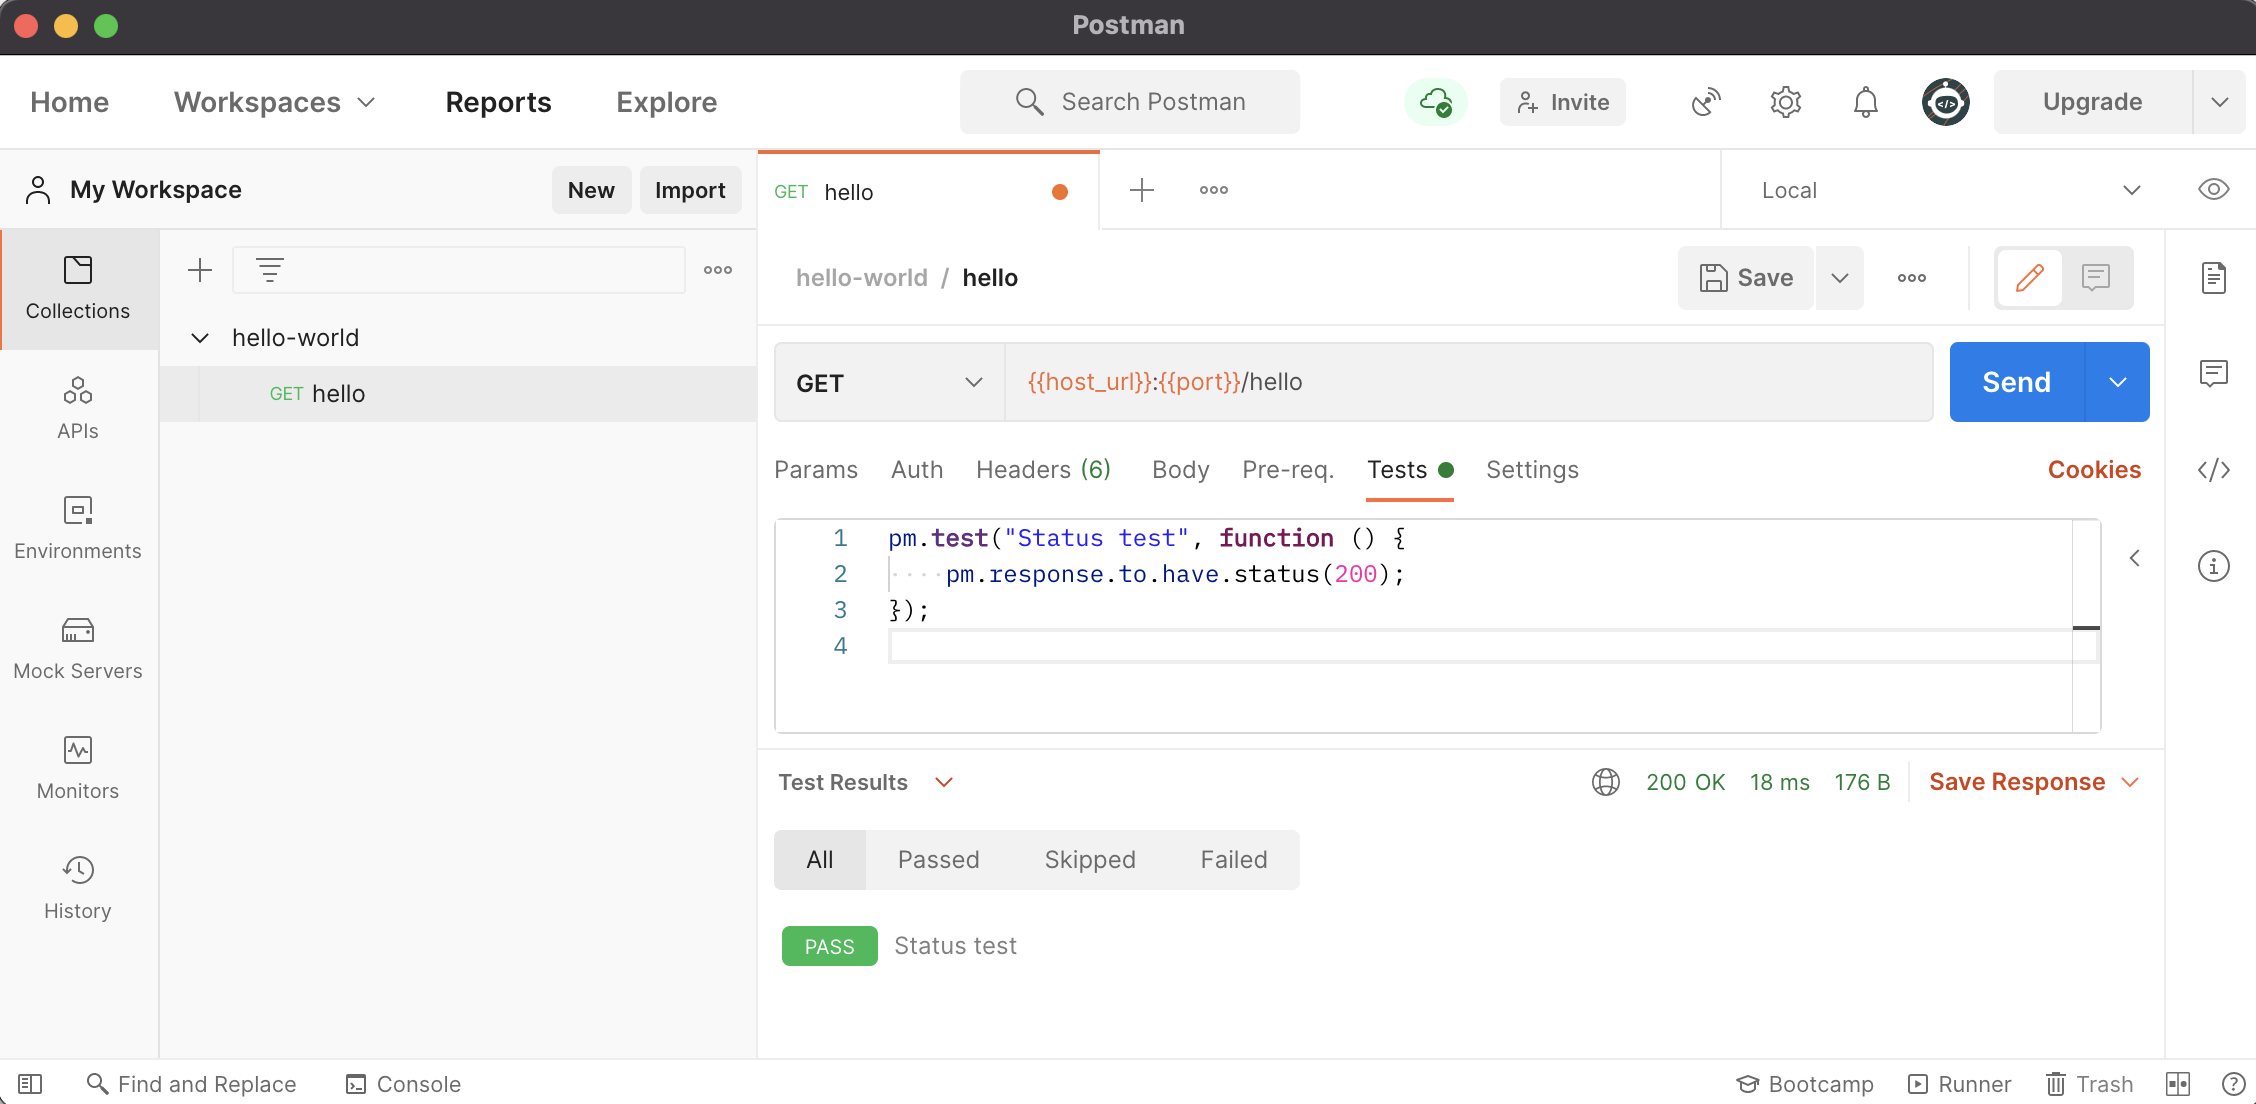 Postman
Home Workspaces Reports Explore Search Postman Invite Upgrade
My Workspace New Import
GET hello Local
Collections
hello-world
GET hello
APIs
Environments
Mock Servers
Monitors
History
hello-world / hello Save
GET {{host_url}}:{{port}}/hello Send
Params Auth Headers (6) Body Pre-req. Tests Settings Cookies
1 pm.test("Status test", function () {
2 ····pm.response.to.have.status(200);
3 });
4
Test Results 200 OK 18 ms 176 B Save Response
All Passed Skipped Failed
PASS Status test
Find and Replace Console Bootcamp Runner Trash